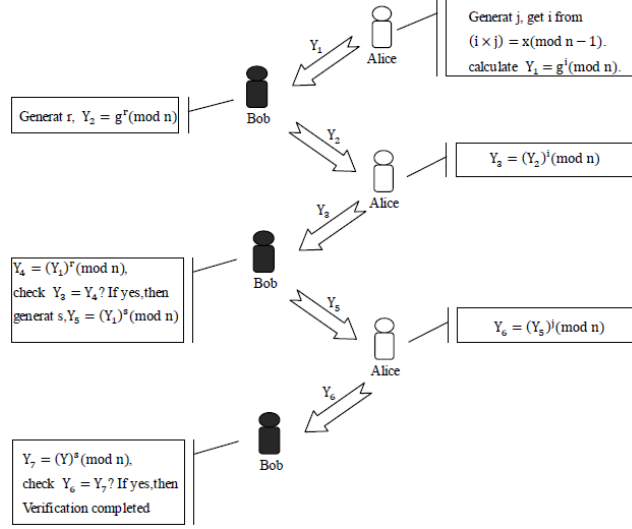 Generat j, get i from
(i × j) = x(mod n − 1).
calculate Y₁ = gⁱ(mod n).
Y₁
Alice
Generat r, Y₂ = gʳ(mod n)
Bob
Y₂
Y₃ = (Y₂)ⁱ(mod n)
Alice
Y₃
Y₄ = (Y₁)ʳ(mod n),
check Y₃ = Y₄? If yes,then
generat s,Y₅ = (Y₁)ˢ(mod n)
Bob
Y₅
Y₆ = (Y₅)ʲ(mod n)
Alice
Y₆
Y₇ = (Y)ˢ(mod n),
check Y₆ = Y₇? If yes,then
Verification completed
Bob